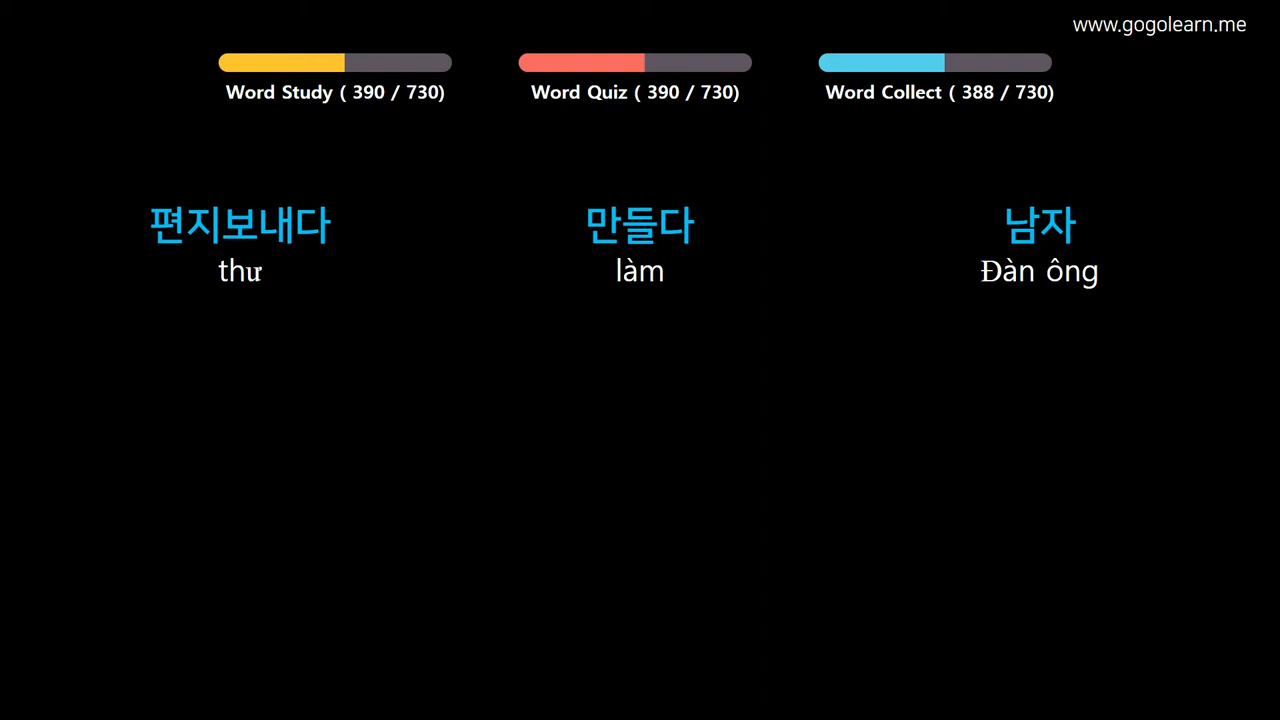 www.gogolearn.me
Word Study ( 390 / 730)
Word Quiz ( 390 / 730)
Word Collect ( 388 / 730)
편지보내다
만들다
남자
thư
làm
Đàn ông